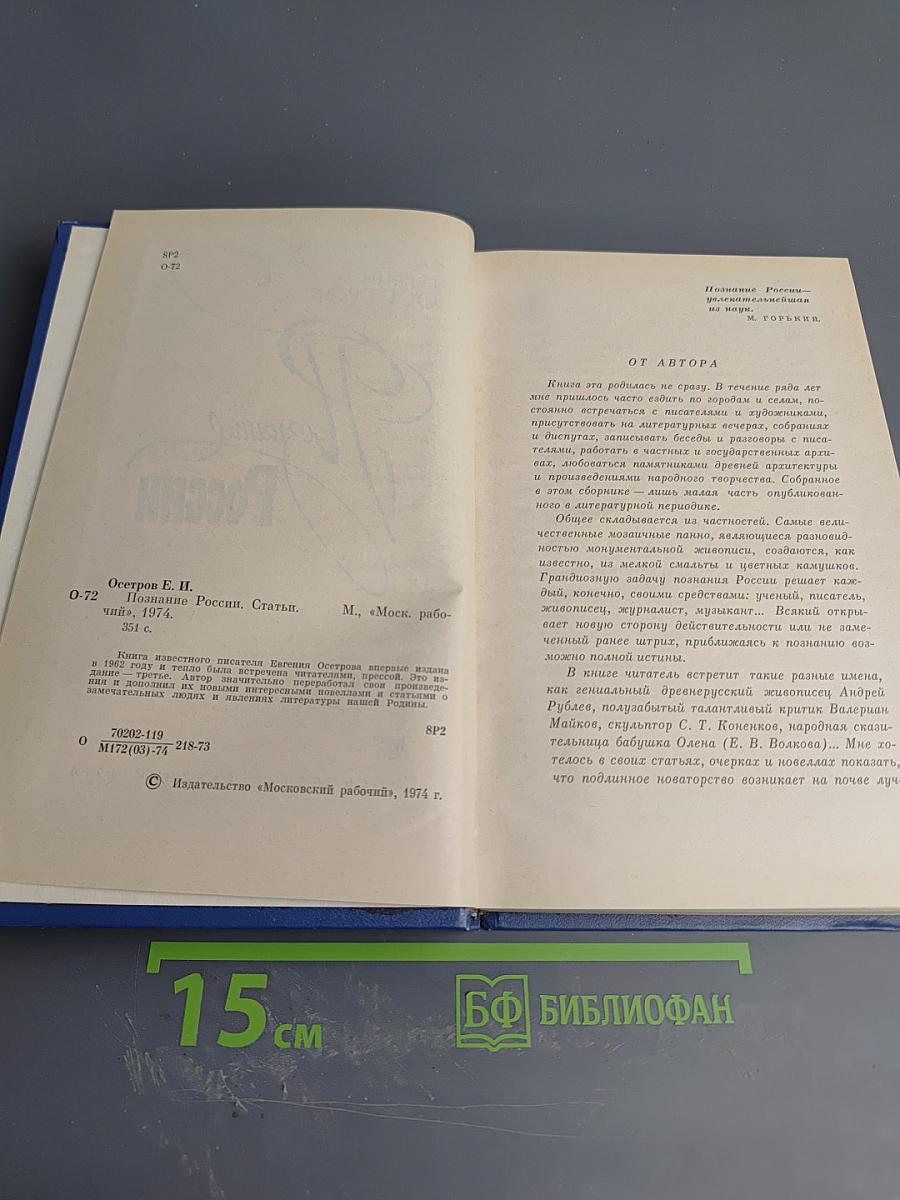 8Р2
О-72
Осетров Е. И.
О-72 Познание России. Статьи. М., «Моск. рабо-
чий», 1974.
351 с.
Книга известного писателя Евгения Осетрова впервые издана
в 1962 году и тепло была встречена читателями, прессой. Это из-
дание — третье. Автор значительно переработал свои произведе-
ния и дополнил их новыми интересными новеллами и статьями о
замечательных людях и явлениях литературы нашей Родины.
О 70202-119
М172(03)-74 218-73
8Р2
© Издательство «Московский рабочий», 1974 г.
Познание России—
увлекательнейшая
из наук.
М. ГОРЬКИЙ.
ОТ АВТОРА
Книга эта родилась не сразу. В течение ряда лет
мне пришлось часто ездить по городам и селам, по-
стоянно встречаться с писателями и художниками,
присутствовать на литературных вечерах, собраниях
и диспутах, записывать беседы и разговоры с писа-
телями, работать в частных и государственных архи-
вах, любоваться памятниками древней архитектуры
и произведениями народного творчества. Собранное
в этом сборнике — лишь малая часть опубликован-
ного в литературной периодике.
Общее складывается из частностей. Самые вели-
чественные мозаичные панно, являющиеся разновид-
ностью монументальной живописи, создаются, как
известно, из мелкой смальты и цветных камушков.
Грандиозную задачу познания России решает каж-
дый, конечно, своими средствами: ученый, писатель,
живописец, журналист, музыкант... Всякий откры-
вает новую сторону действительности или не заме-
ченный ранее штрих, приближаясь к познанию воз-
можно полной истины.
В книге читатель встретит такие разные имена,
как гениальный древнерусский живописец Андрей
Рублев, полузабытый талантливый критик Валериан
Майков, скульптор С. Т. Коненков, народная скази-
тельница бабушка Олена (Е. В. Волкова)... Мне хо-
телось в своих статьях, очерках и новеллах показать,
что подлинное новаторство возникает на почве луч-
15 см
БФ БИБЛИОФАН